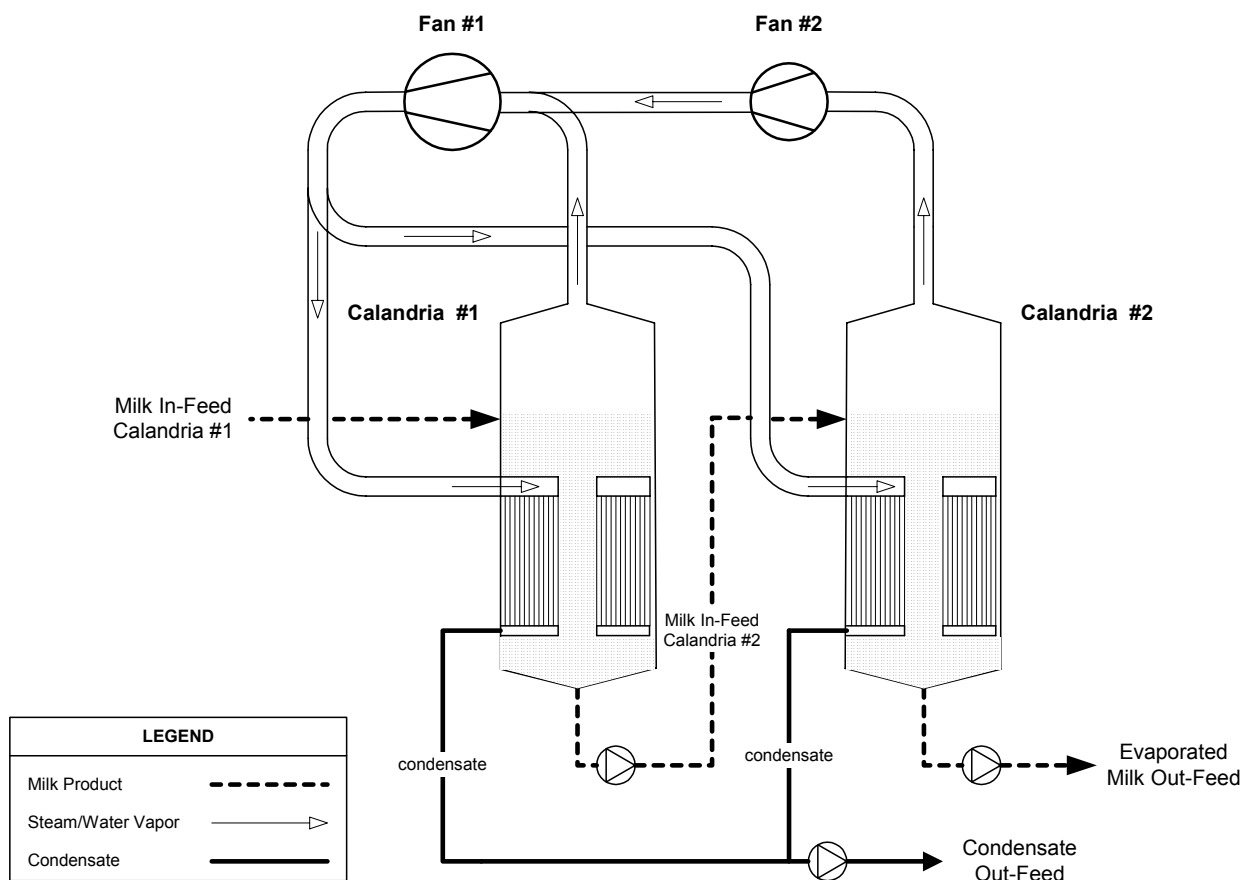 Fan #1
Fan #2
Calandria #1
Calandria #2
Milk In-Feed
Calandria #1
Milk In-Feed
Calandria #2
condensate
condensate
Evaporated
Milk Out-Feed
Condensate
Out-Feed
LEGEND
Milk Product
Steam/Water Vapor
Condensate